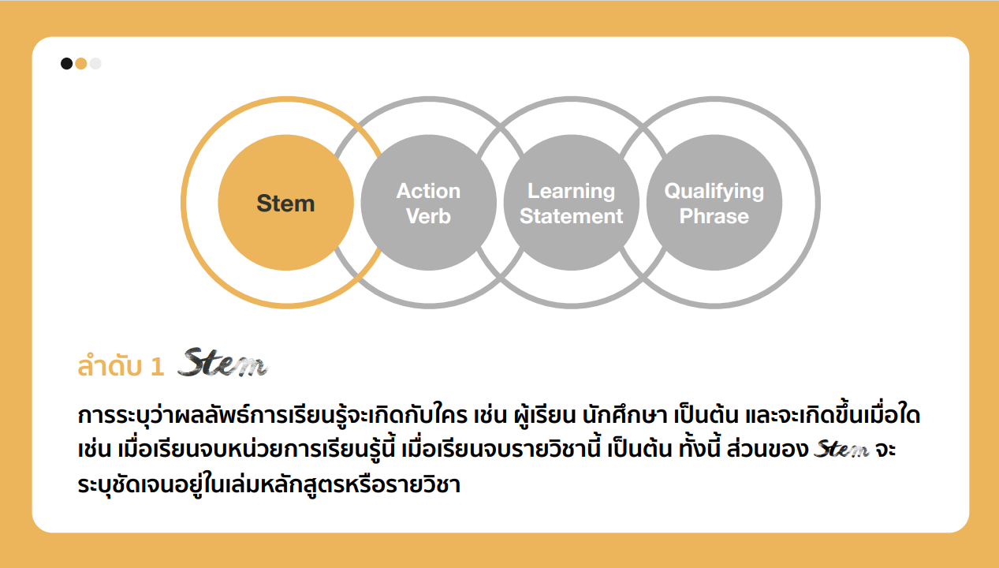 Stem
Action
Verb
Learning
Statement
Qualifying
Phrase
ลำดับ 1 Stem
การระบุว่าผลลัพธ์การเรียนรู้จะเกิดกับใคร เช่น ผู้เรียน นักศึกษา เป็นต้น และจะเกิดขึ้นเมื่อใด
เช่น เมื่อเรียนจบหน่วยการเรียนรู้นี้ เมื่อเรียนจบรายวิชานี้ เป็นต้น ทั้งนี้ ส่วนของ Stem จะ
ระบุชัดเจนอยู่ในเล่มหลักสูตรหรือรายวิชา